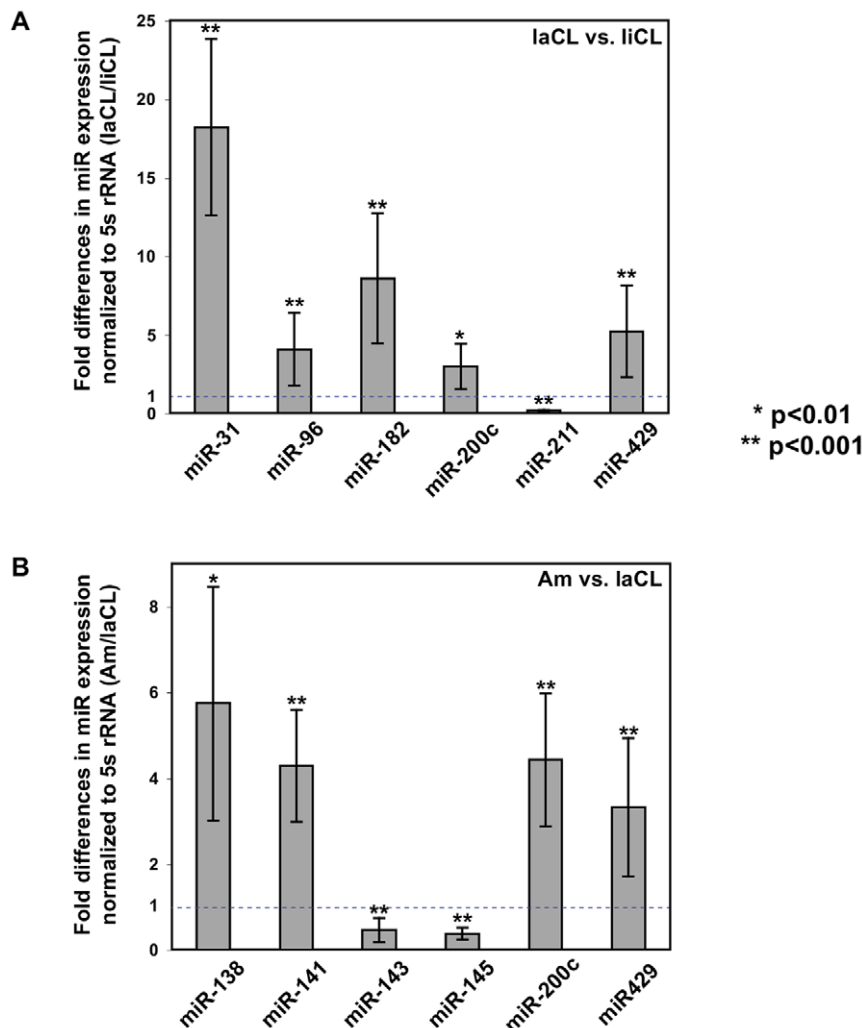 A
Fold differences in miR expression
normalized to 5s rRNA (laCL/liCL)
25
20
15
10
5
1
0
laCL vs. liCL
**
**
**
*
**
**
miR-31
miR-96
miR-182
miR-200c
miR-211
miR-429
* p<0.01
** p<0.001
B
Fold differences in miR expression
normalized to 5s rRNA (Am/laCL)
8
6
4
2
1
0
Am vs. laCL
*
**
**
**
**
**
miR-138
miR-141
miR-143
miR-145
miR-200c
miR429